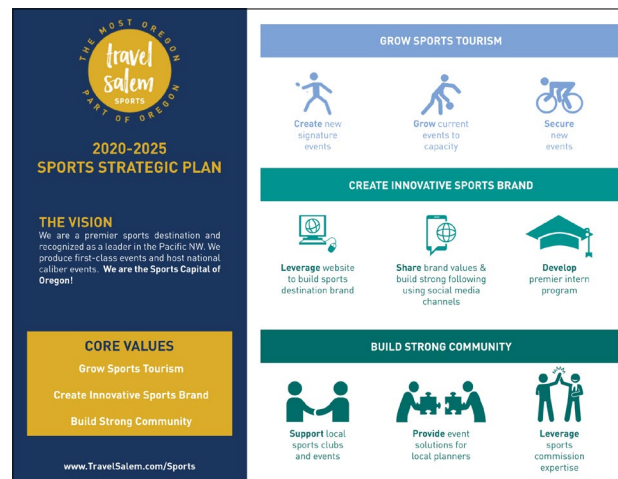 THE MOST OREGON
travel
salem
SPORTS
PART OF OREGON
2020-2025
SPORTS STRATEGIC PLAN
THE VISION
We are a premier sports destination and
recognized as a leader in the Pacific NW. We
produce first-class events and host national
caliber events. We are the Sports Capital of
Oregon!
CORE VALUES
Grow Sports Tourism
Create Innovative Sports Brand
Build Strong Community
www.TravelSalem.com/Sports
GROW SPORTS TOURISM
Create new
signature
events
Grow current
events to
capacity
Secure
new
events
CREATE INNOVATIVE SPORTS BRAND
Leverage website
to build sports
destination brand
Share brand values &
build strong following
using social media
channels
Develop
premier intern
program
BUILD STRONG COMMUNITY
Support local
sports clubs
and events
Provide event
solutions for
local planners
Leverage
sports
commission
expertise